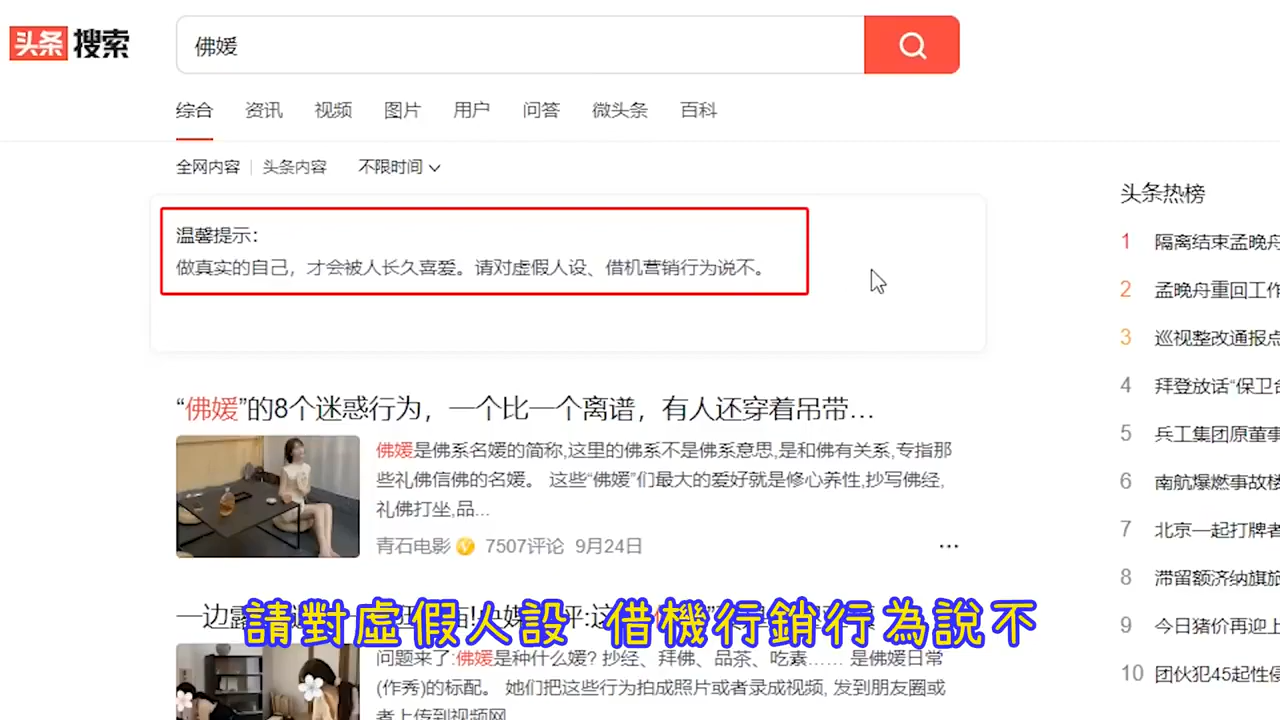 头条 搜索
佛媛
综合 资讯 视频 图片 用户 问答 微头条 百科
全网内容 头条内容 不限时间
温馨提示：
做真实的自己，才会被人长久喜爱。请对虚假人设、借机营销行为说不。
“佛媛”的8个迷惑行为，一个比一个离谱，有人还穿着吊带...
佛媛是佛系名媛的简称,这里的佛系不是佛系意思,是和佛有关系,专指那
些礼佛信佛的名媛。 这些“佛媛”们最大的爱好就是修心养性,抄写佛经,
礼佛打坐,品...
青石电影 7507评论 9月24日
一边露
請對虛假人設 借機行銷行為說不
问题来了:佛媛是种什么媛? 抄经、拜佛、品茶、吃素…… 是佛媛日常
(作秀)的标配。 她们把这些行为拍成照片或者录成视频, 发到朋友圈或
者上传到视频网
头条热榜
1 隔离结束孟晚舟
2 孟晚舟重回工作
3 巡视整改通报点
4 拜登放话“保卫台
5 兵工集团原董事
6 南航爆燃事故楼
7 北京一起打牌者
8 滞留额济纳旗旅
9 今日猪价再迎上
10 团伙犯45起性侵